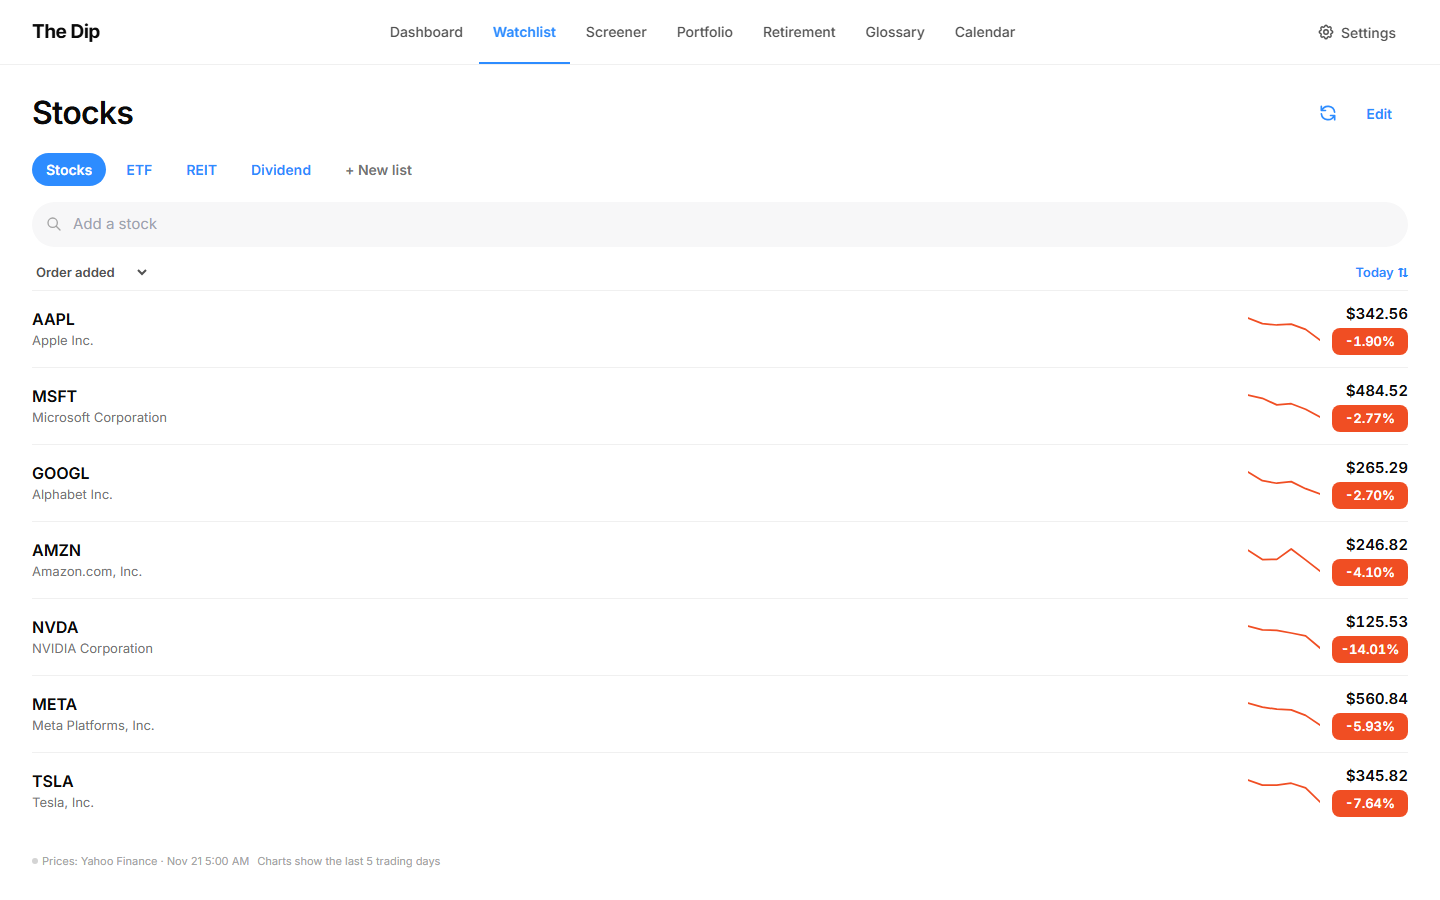 The Dip
Dashboard Watchlist Screener Portfolio Retirement Glossary Calendar
Settings
Stocks
Edit
Stocks ETF REIT Dividend + New list
Add a stock
Order added
Today ⇅
AAPL
Apple Inc.
$342.56
-1.90%
MSFT
Microsoft Corporation
$484.52
-2.77%
GOOGL
Alphabet Inc.
$265.29
-2.70%
AMZN
Amazon.com, Inc.
$246.82
-4.10%
NVDA
NVIDIA Corporation
$125.53
-14.01%
META
Meta Platforms, Inc.
$560.84
-5.93%
TSLA
Tesla, Inc.
$345.82
-7.64%
Prices: Yahoo Finance · Nov 21 5:00 AM Charts show the last 5 trading days